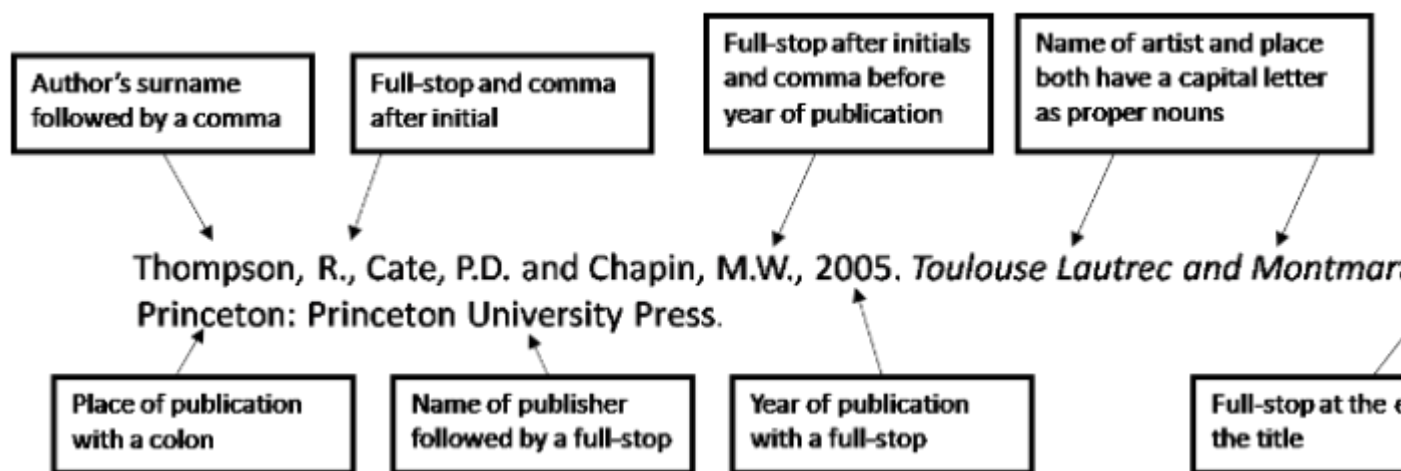 Author's surname
followed by a comma
Full-stop and comma
after initial
Full-stop after initials
and comma before
year of publication
Name of artist and place
both have a capital letter
as proper nouns
Thompson, R., Cate, P.D. and Chapin, M.W., 2005. Toulouse Lautrec and
Princeton: Princeton University Press.
Place of publication
with a colon
Name of publisher
followed by a full-stop
Year of publication
with a full-stop
Full-stop at the
the title